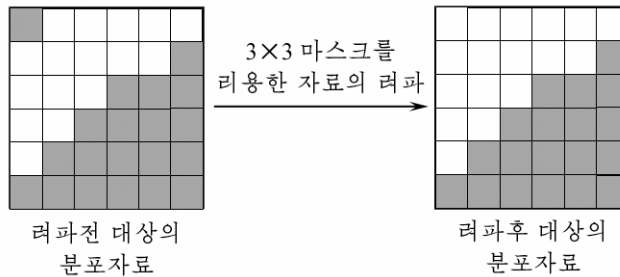 3×3 마스크를
리용한 자료의 려파
려파전 대상의
분포자료
려파후 대상의
분포자료